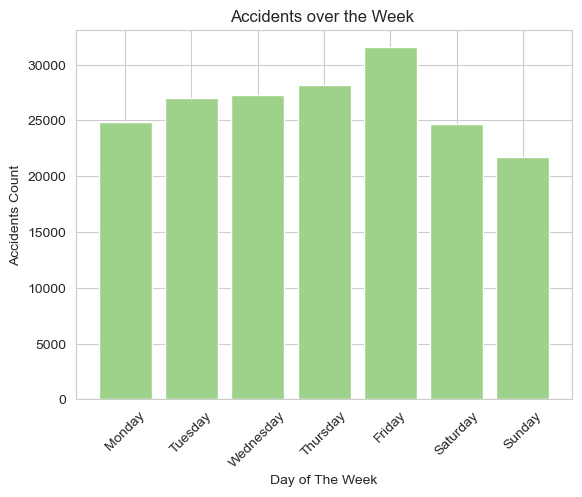 Accidents over the Week
30000
25000
20000
15000
10000
5000
0
Accidents Count
Monday
Tuesday
Wednesday
Thursday
Friday
Saturday
Sunday
Day of The Week